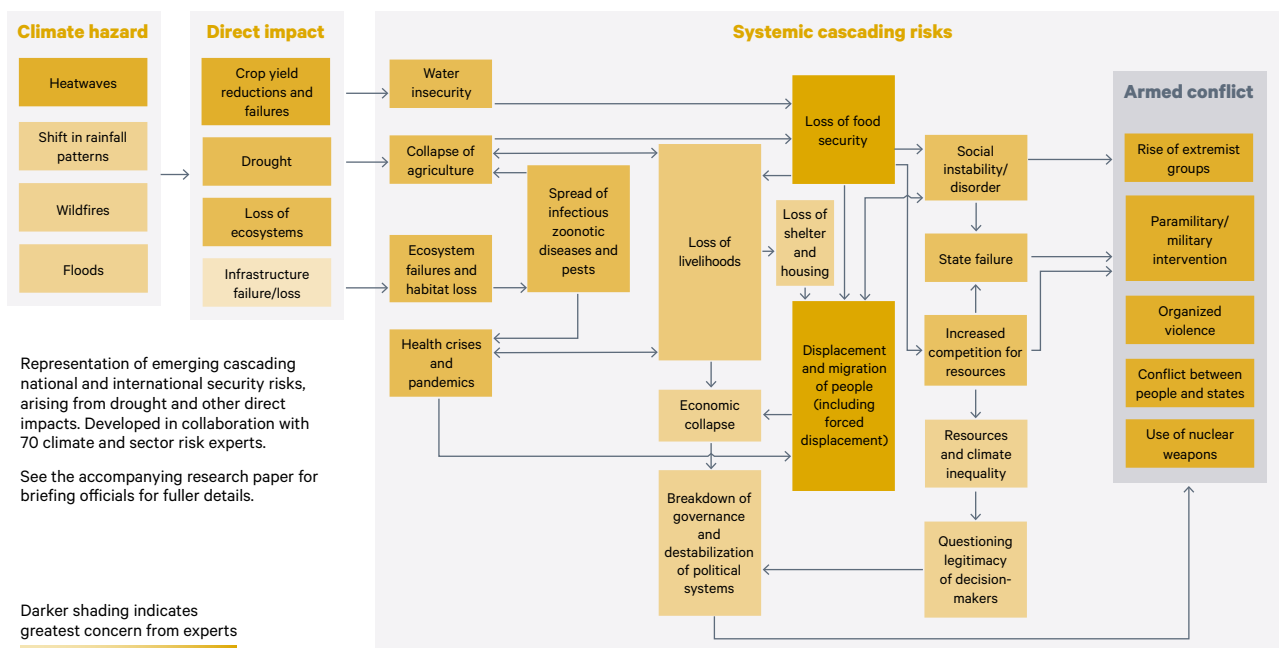 Climate hazard
Heatwaves
Shift in rainfall
patterns
Wildfires
Floods
Direct impact
Crop yield
reductions and
failures
Drought
Loss of
ecosystems
Infrastructure
failure/loss
Systemic cascading risks
Water
insecurity
Collapse of
agriculture
Ecosystem
failures and
habitat loss
Health crises
and
pandemics
Spread of
infectious
zoonotic
diseases and
pests
Loss of
livelihoods
Economic
collapse
Breakdown of
governance
and
destabilization
of political
systems
Loss of food
security
Loss of
shelter
and
housing
Displacement
and migration
of people
(including
forced
displacement)
Social
instability/
disorder
State failure
Increased
competition for
resources
Resources
and climate
inequality
Questioning
legitimacy
of decision-
makers
Armed conflict
Rise of extremist
groups
Paramilitary/
military
intervention
Organized
violence
Conflict between
people and states
Use of nuclear
weapons
Representation of emerging cascading
national and international security risks,
arising from drought and other direct
impacts. Developed in collaboration with
70 climate and sector risk experts.
See the accompanying research paper for
briefing officials for fuller details.
Darker shading indicates
greatest concern from experts